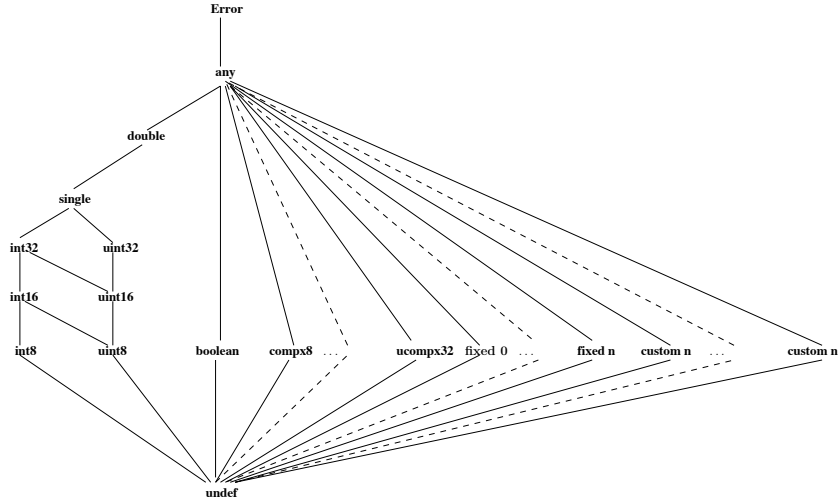 Error
any
double
single
int32 uint32
int16 uint16
int8 uint8 boolean compx8 ... ucompx32 fixed 0 ... fixed n custom n ... custom n
undef